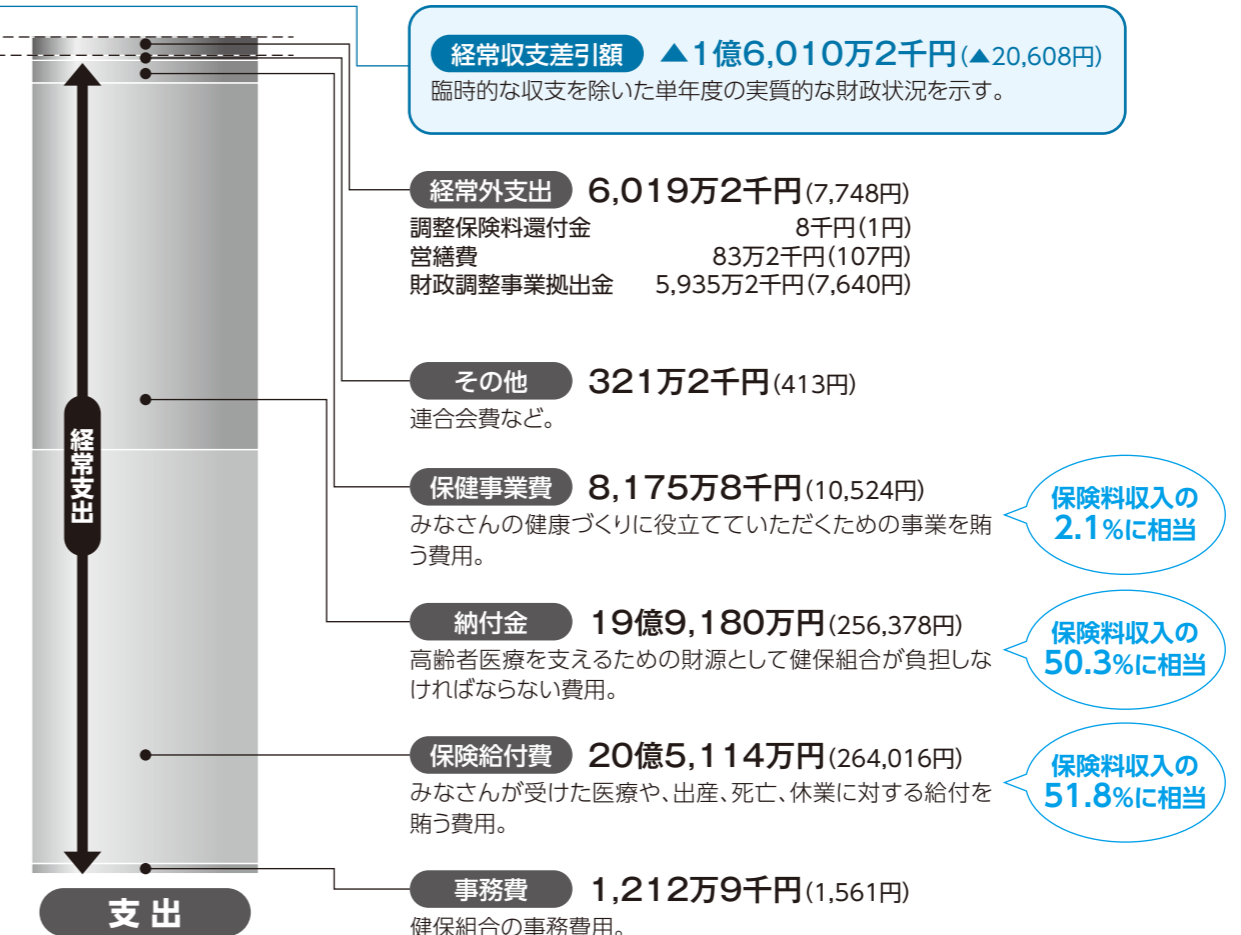 経常収支差引額 ▲1億6,010万2千円(▲20,608円)
臨時的な収支を除いた単年度の実質的な財政状況を示す。
経常外支出 6,019万2千円(7,748円)
調整保険料還付金 8千円(1円)
営繕費 83万2千円(107円)
財政調整事業拠出金 5,935万2千円(7,640円)
その他 321万2千円(413円)
連合会費など。
保健事業費 8,175万8千円(10,524円)
みなさんの健康づくりに役立てていただくための事業を賄
う費用。
保険料収入の
2.1%に相当
納付金 19億9,180万円(256,378円)
高齢者医療を支えるための財源として健保組合が負担しな
ければならない費用。
保険料収入の
50.3%に相当
保険給付費 20億5,114万円(264,016円)
みなさんが受けた医療や、出産、死亡、休業に対する給付を
賄う費用。
保険料収入の
51.8%に相当
事務費 1,212万9千円(1,561円)
健保組合の事務費用。
経常支出
支出